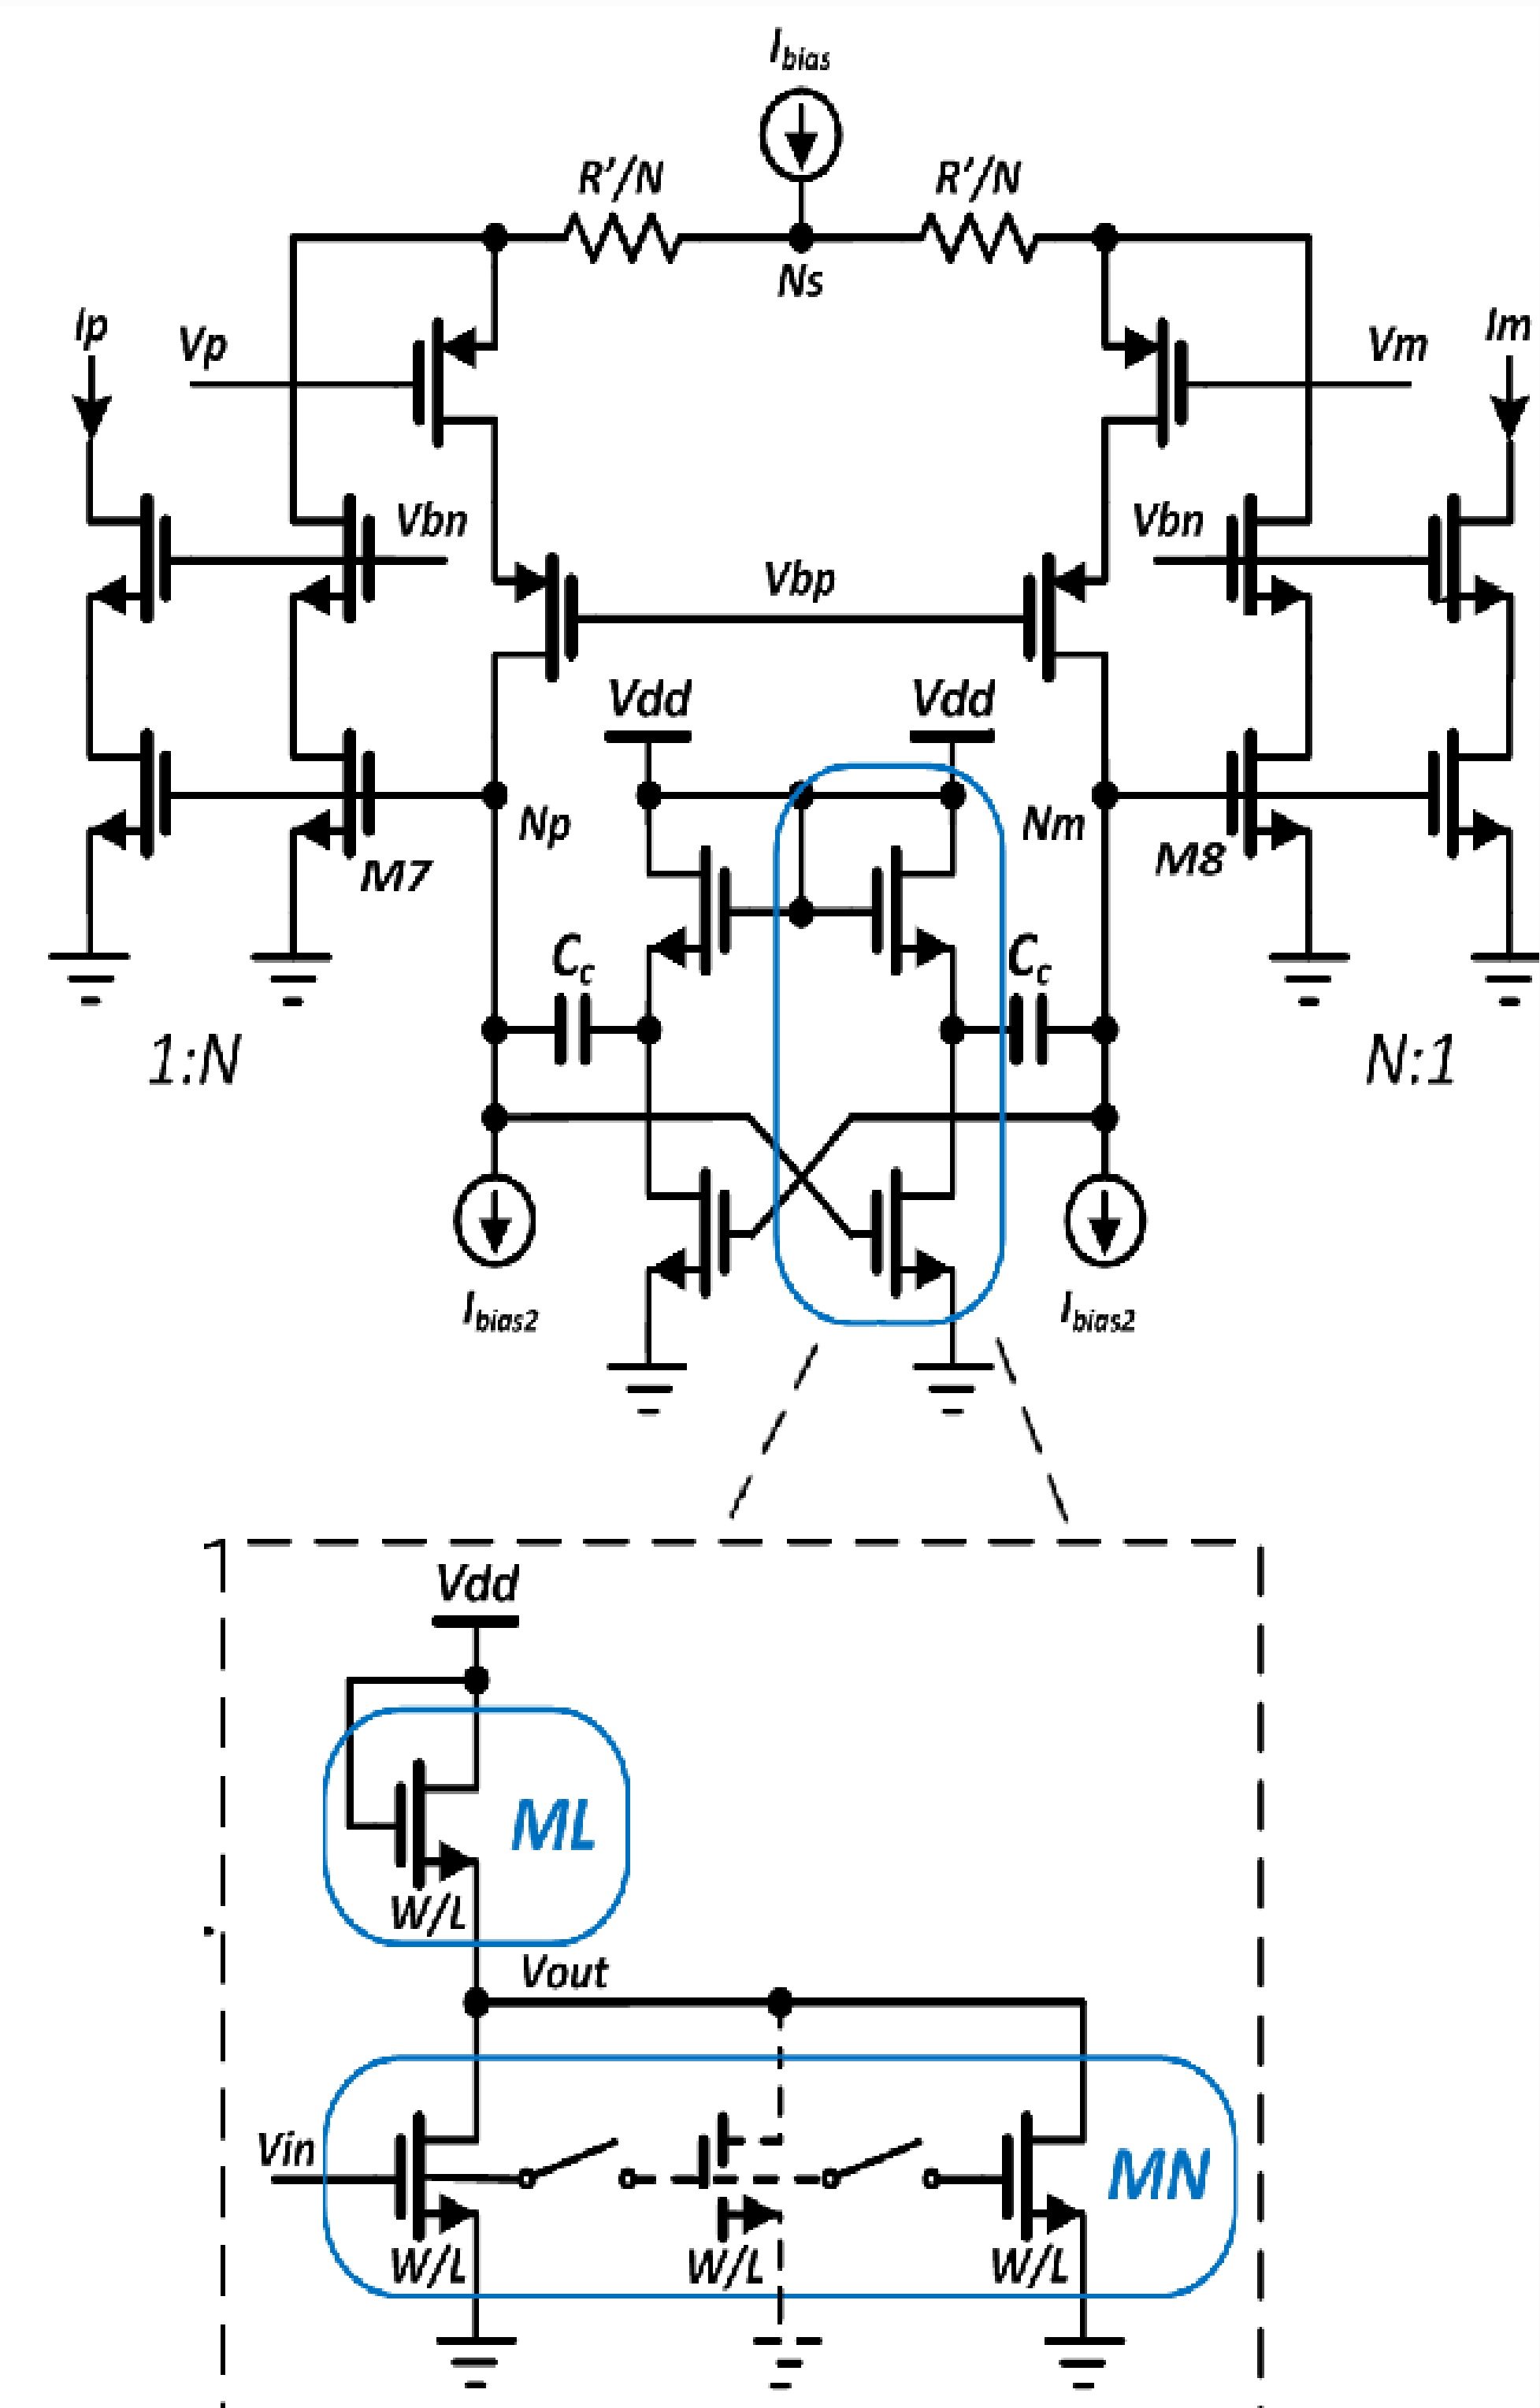 Ibias
R'/N
R'/N
Ns
Ip
Vp
Vm
Im
Vbn
Vbn
Vbp
Vdd
Vdd
Np
Nm
M7
M8
Cc
Cc
1:N
N:1
Ibias2
Ibias2
Vdd
ML
W/L
Vout
Vin
MN
W/L
W/L
W/L